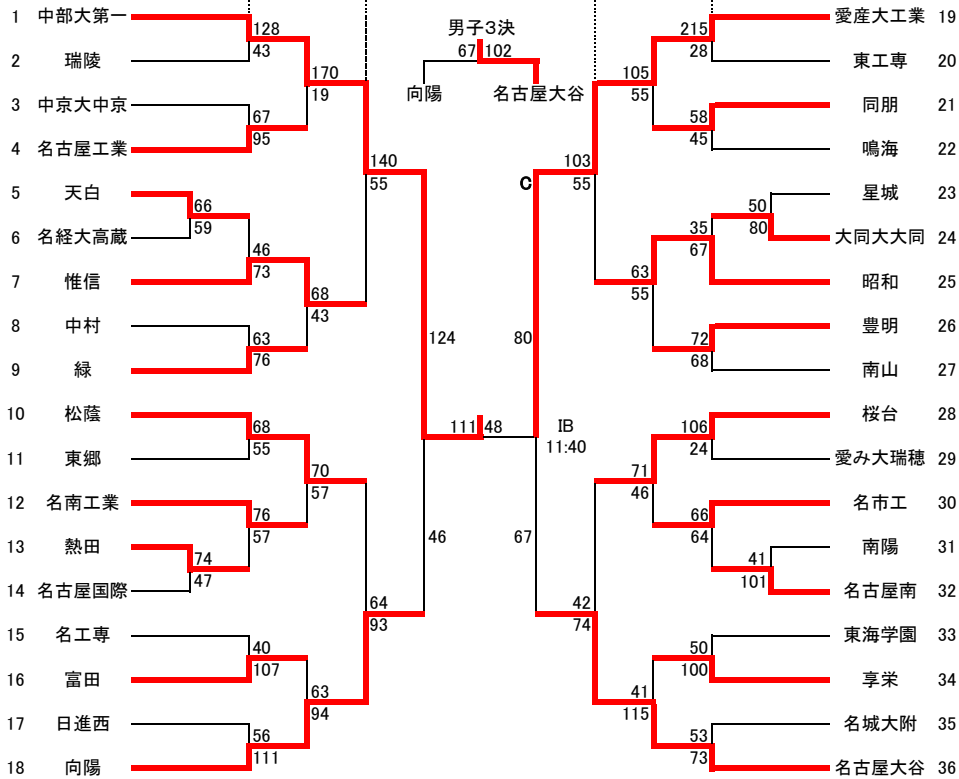 1 中部大第一
2 瑞陵
3 中京大中京
4 名古屋工業
5 天白
6 名経大高蔵
7 惟信
8 中村
9 緑
10 松蔭
11 東郷
12 名南工業
13 熱田
14 名古屋国際
15 名工専
16 富田
17 日進西
18 向陽
128
43
67
95
66
59
46
73
63
76
68
55
76
57
74
47
40
107
56
111
170
19
68
43
70
57
63
94
140
55
64
93
124
46
男子3決
67 102
向陽 名古屋大谷
111 48
IB
11:40
80
67
C
103
55
42
74
105
55
63
55
71
46
41
115
215
28
58
45
50
80
35
67
72
68
106
24
66
64
41
101
50
100
53
73
愛産大工業 19
東工専 20
同朋 21
鳴海 22
星城 23
大同大大同 24
昭和 25
豊明 26
南山 27
桜台 28
愛み大瑞穂 29
名市工 30
南陽 31
名古屋南 32
東海学園 33
享栄 34
名城大附 35
名古屋大谷 36